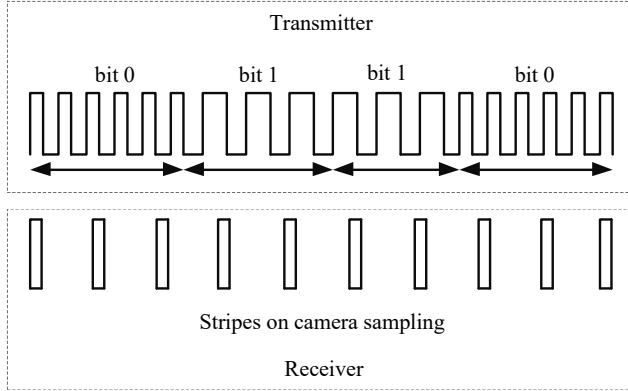 Transmitter
bit 0 bit 1 bit 1 bit 0
Stripes on camera sampling
Receiver